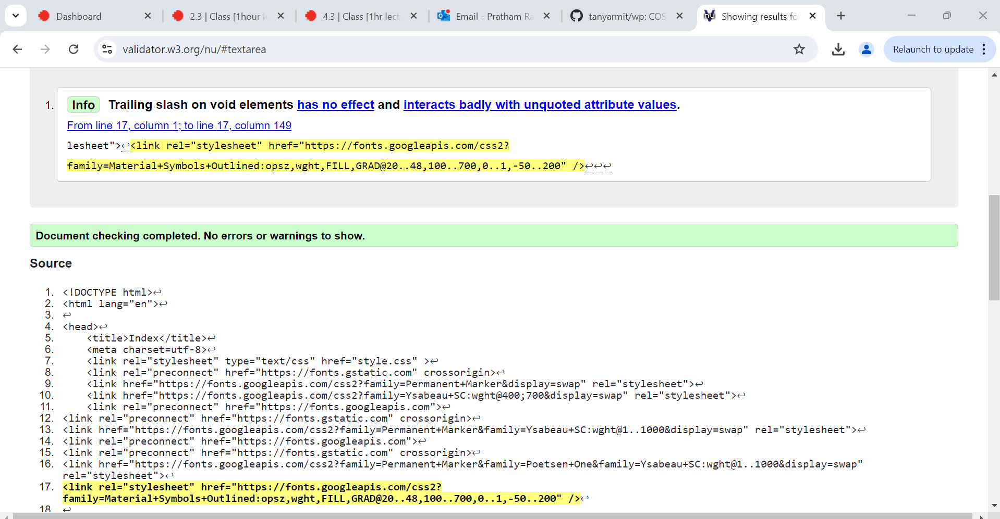 Dashboard
2.3 | Class [1hour le
4.3 | Class [1hr lect
Email - Pratham Ra
tanyarmit/wp: COS
Showing results for
validator.w3.org/nu/#textarea
Relaunch to update
1. Info Trailing slash on void elements has no effect and interacts badly with unquoted attribute values.
From line 17, column 1; to line 17, column 149
lesheet">↩<link rel="stylesheet" href="https://fonts.googleapis.com/css2?
family=Material+Symbols+Outlined:opsz,wght,FILL,GRAD@20..48,100..700,0..1,-50..200" />↩↩↩
Document checking completed. No errors or warnings to show.
Source
1. <!DOCTYPE html>↩
2. <html lang="en">↩
3. ↩
4. <head>↩
5. <title>Index</title>↩
6. <meta charset=utf-8>↩
7. <link rel="stylesheet" type="text/css" href="style.css" >↩
8. <link rel="preconnect" href="https://fonts.gstatic.com" crossorigin>↩
9. <link href="https://fonts.googleapis.com/css2?family=Permanent+Marker&display=swap" rel="stylesheet">↩
10. <link href="https://fonts.googleapis.com/css2?family=Ysabeau+SC:wght@400;700&display=swap" rel="stylesheet">↩
11. <link rel="preconnect" href="https://fonts.googleapis.com">↩
12. <link rel="preconnect" href="https://fonts.gstatic.com" crossorigin>↩
13. <link href="https://fonts.googleapis.com/css2?family=Permanent+Marker&family=Ysabeau+SC:wght@1..1000&display=swap" rel="stylesheet">↩
14. <link rel="preconnect" href="https://fonts.googleapis.com">↩
15. <link rel="preconnect" href="https://fonts.gstatic.com" crossorigin>↩
16. <link href="https://fonts.googleapis.com/css2?family=Permanent+Marker&family=Poetsen+One&family=Ysabeau+SC:wght@1..1000&display=swap"
rel="stylesheet">↩
17. <link rel="stylesheet" href="https://fonts.googleapis.com/css2?
family=Material+Symbols+Outlined:opsz,wght,FILL,GRAD@20..48,100..700,0..1,-50..200" />↩
18. ↩